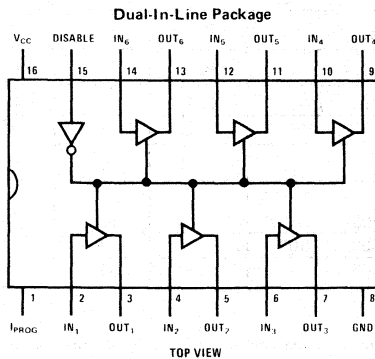 Dual-In-Line Package
VCC DISABLE IN6 OUT6 IN5 OUT5 IN4 OUT4
16 15 14 13 12 11 10 9
1 2 3 4 5 6 7 8
IPROG IN1 OUT1 IN2 OUT2 IN3 OUT3 GND
TOP VIEW